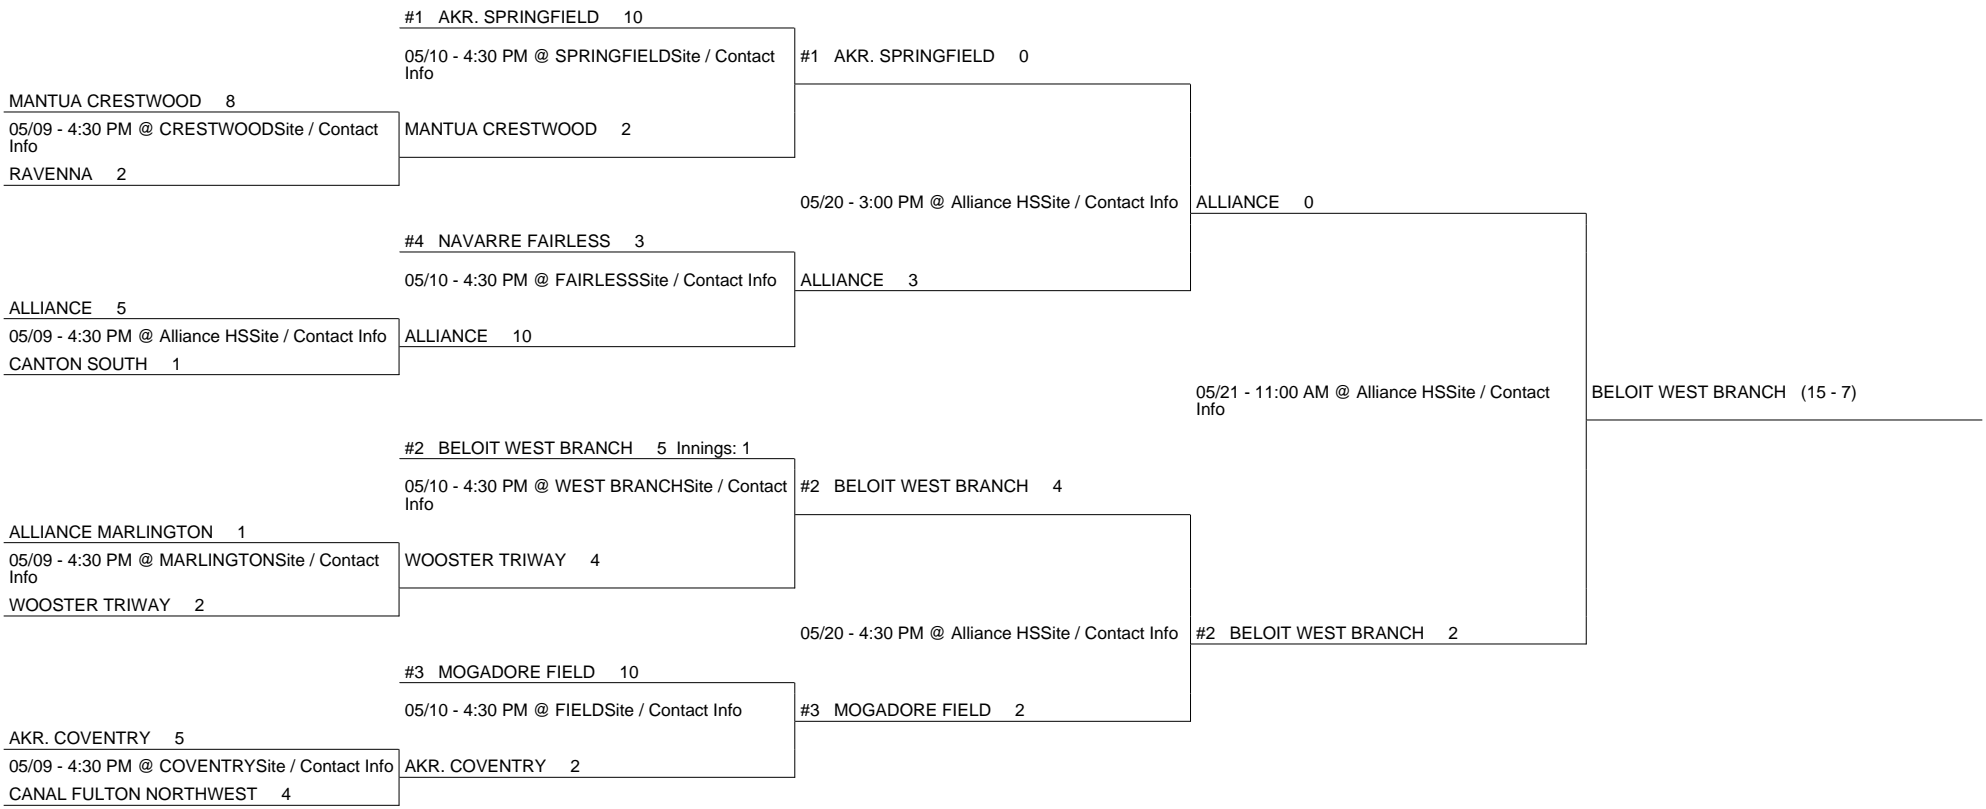 #1 AKR. SPRINGFIELD 10
05/10 - 4:30 PM @ SPRINGFIELDSite / Contact
Info
#1 AKR. SPRINGFIELD 0
MANTUA CRESTWOOD 8
05/09 - 4:30 PM @ CRESTWOODSite / Contact
Info
MANTUA CRESTWOOD 2
RAVENNA 2
05/20 - 3:00 PM @ Alliance HSSite / Contact Info
ALLIANCE 0
#4 NAVARRE FAIRLESS 3
05/10 - 4:30 PM @ FAIRLESSSite / Contact Info
ALLIANCE 3
ALLIANCE 5
05/09 - 4:30 PM @ Alliance HSSite / Contact Info
ALLIANCE 10
CANTON SOUTH 1
05/21 - 11:00 AM @ Alliance HSSite / Contact
Info
BELOIT WEST BRANCH (15 - 7)
#2 BELOIT WEST BRANCH 5 Innings: 1
05/10 - 4:30 PM @ WEST BRANCHSite / Contact
Info
#2 BELOIT WEST BRANCH 4
ALLIANCE MARLINGTON 1
05/09 - 4:30 PM @ MARLINGTONSite / Contact
Info
WOOSTER TRIWAY 4
WOOSTER TRIWAY 2
05/20 - 4:30 PM @ Alliance HSSite / Contact Info
#2 BELOIT WEST BRANCH 2
#3 MOGADORE FIELD 10
05/10 - 4:30 PM @ FIELDSite / Contact Info
#3 MOGADORE FIELD 2
AKR. COVENTRY 5
05/09 - 4:30 PM @ COVENTRYSite / Contact Info
AKR. COVENTRY 2
CANAL FULTON NORTHWEST 4